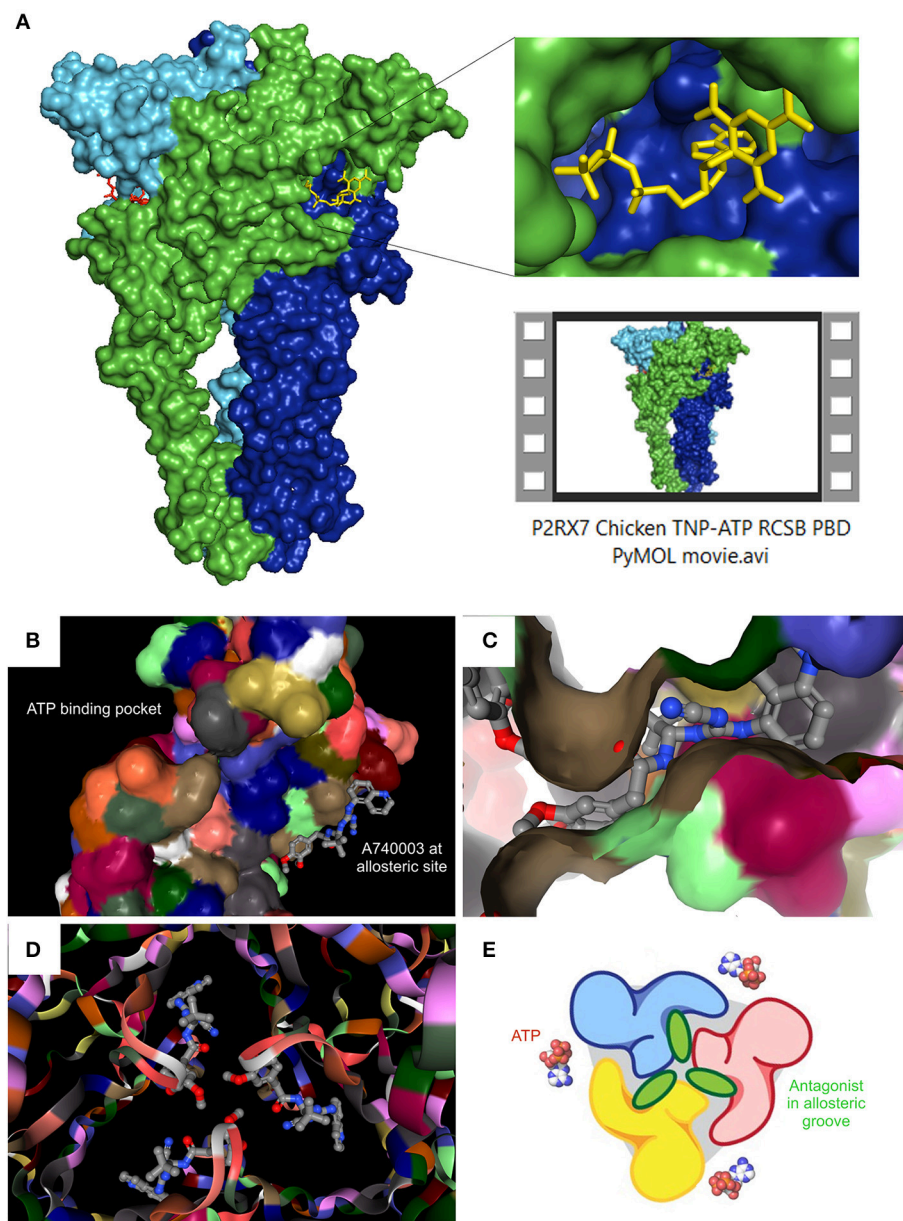 A
P2RX7 Chicken TNP-ATP RCSB PBD
PyMOL movie.avi
B
ATP binding pocket
A740003 at
allosteric site
C
D
E
ATP
Antagonist
in allosteric
groove